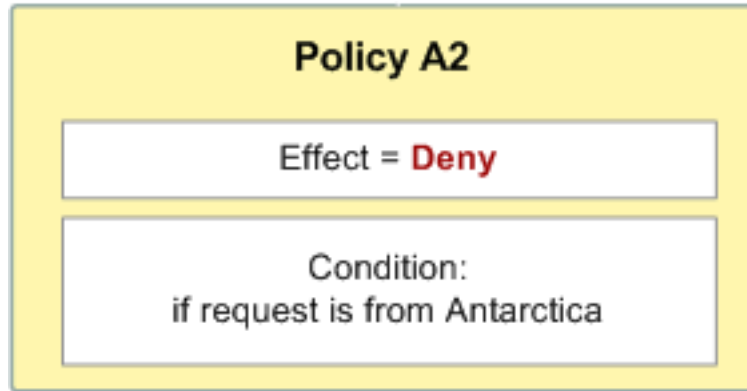 Policy A2
Effect = Deny
Condition:
if request is from Antarctica